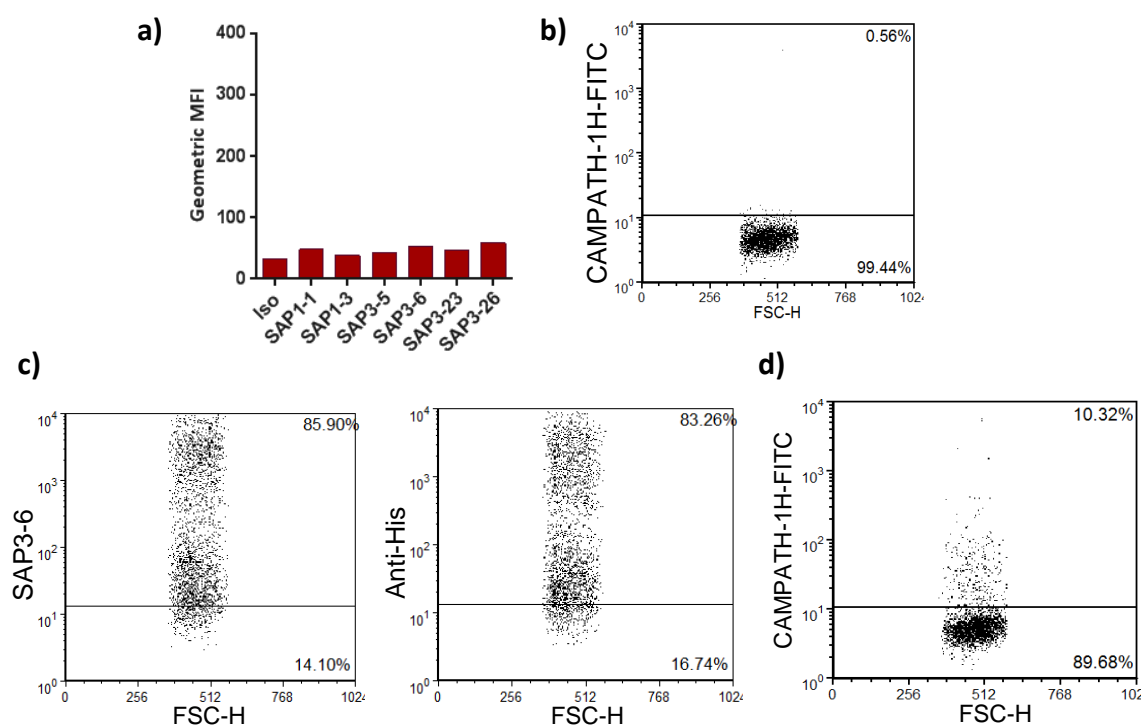 a)
400
300
200
100
0
Geometric MFI
Iso
SAP1-1
SAP1-3
SAP3-5
SAP3-6
SAP3-23
SAP3-26
b)
CAMPATH-1H-FITC
10⁴
10³
10²
10¹
10⁰
0.56%
99.44%
0 256 512 768 1024
FSC-H
c)
SAP3-6
10⁴
10³
10²
10¹
10⁰
85.90%
14.10%
0 256 512 768 1024
FSC-H
Anti-His
10⁴
10³
10²
10¹
10⁰
83.26%
16.74%
0 256 512 768 1024
FSC-H
d)
CAMPATH-1H-FITC
10⁴
10³
10²
10¹
10⁰
10.32%
89.68%
0 256 512 768 102
FSC-H